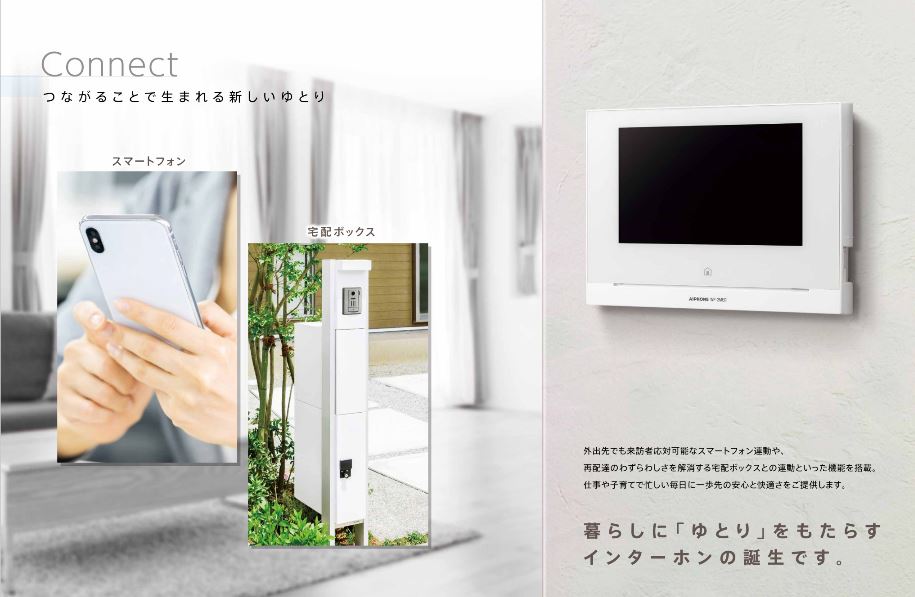 Connect
つながることで生まれる新しいゆとり
スマートフォン
宅配ボックス
AIPHONE
外出先でも来訪者応対可能なスマートフォン連動や、
再配達のわずらわしさを解消する宅配ボックスとの連動といった機能を搭載。
仕事や子育てで忙しい毎日に一歩先の安心と快適さをご提供します。
暮らしに「ゆとり」をもたらす
インターホンの誕生です。